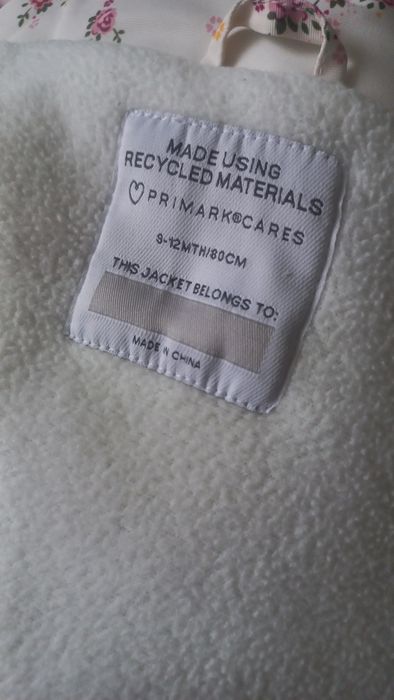 MADE USING
RECYCLED MATERIALS
PRIMARK®CARES
9-12MTH/80CM
THIS JACKET BELONGS TO:
MADE IN CHINA